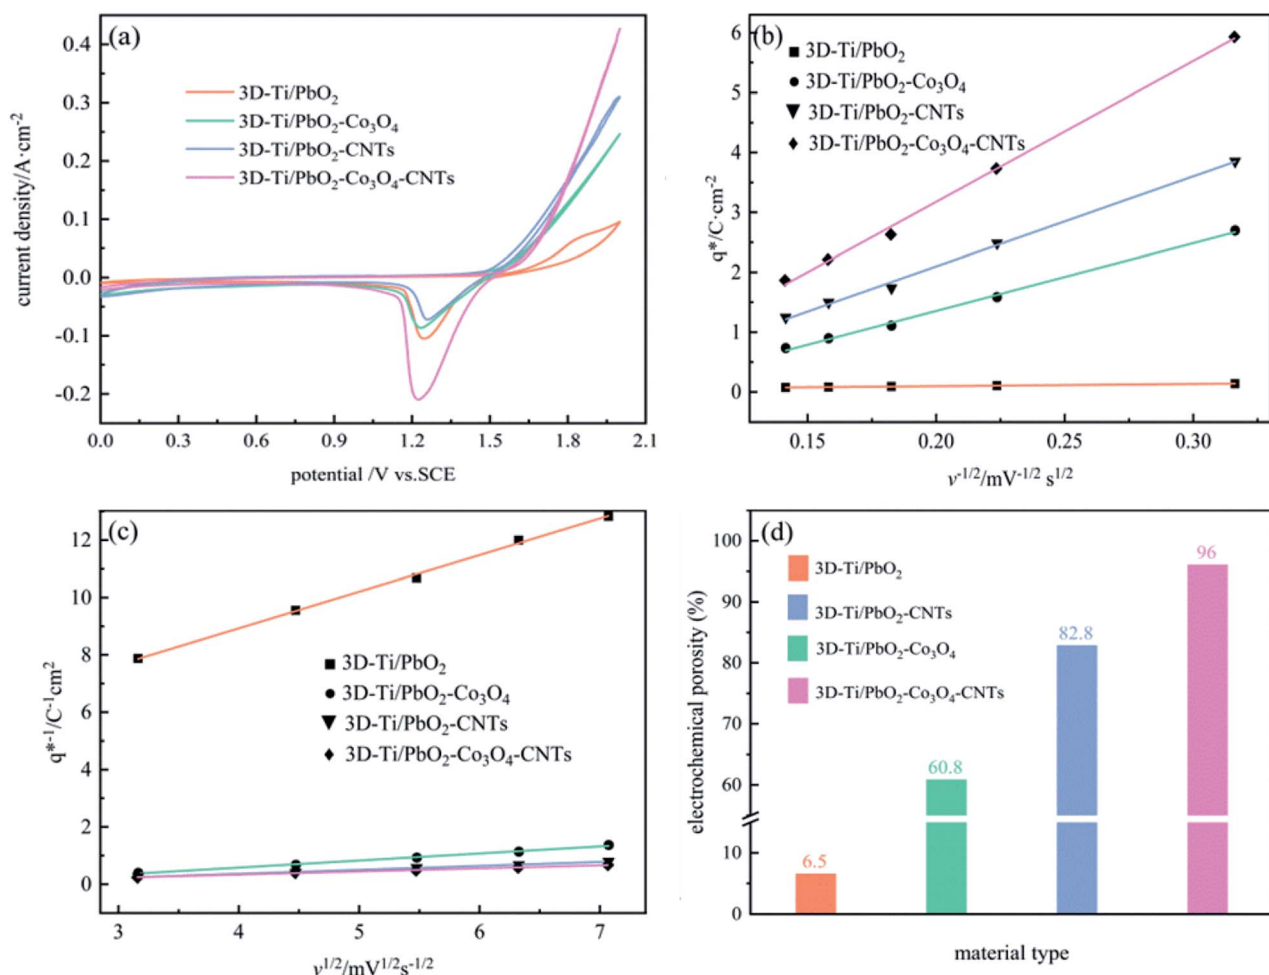 (a)
3D-Ti/PbO₂
3D-Ti/PbO₂-Co₃O₄
3D-Ti/PbO₂-CNTs
3D-Ti/PbO₂-Co₃O₄-CNTs
current density/A·cm⁻²
0.4
0.3
0.2
0.1
0.0
-0.1
-0.2
0.0 0.3 0.6 0.9 1.2 1.5 1.8 2.1
potential /V vs.SCE
(b)
3D-Ti/PbO₂
3D-Ti/PbO₂-Co₃O₄
3D-Ti/PbO₂-CNTs
3D-Ti/PbO₂-Co₃O₄-CNTs
q*/C·cm⁻²
6
5
4
3
2
1
0
0.15 0.20 0.25 0.30
v⁻¹/²/mV⁻¹/² s¹/²
(c)
3D-Ti/PbO₂
3D-Ti/PbO₂-Co₃O₄
3D-Ti/PbO₂-CNTs
3D-Ti/PbO₂-Co₃O₄-CNTs
q*⁻¹/C⁻¹cm²
12
10
8
6
4
2
0
3 4 5 6 7
v¹/²/mV¹/²s⁻¹/²
(d)
3D-Ti/PbO₂
3D-Ti/PbO₂-CNTs
3D-Ti/PbO₂-Co₃O₄
3D-Ti/PbO₂-Co₃O₄-CNTs
electrochemical porosity (%)
100
90
80
70
60
10
0
6.5
60.8
82.8
96
material type